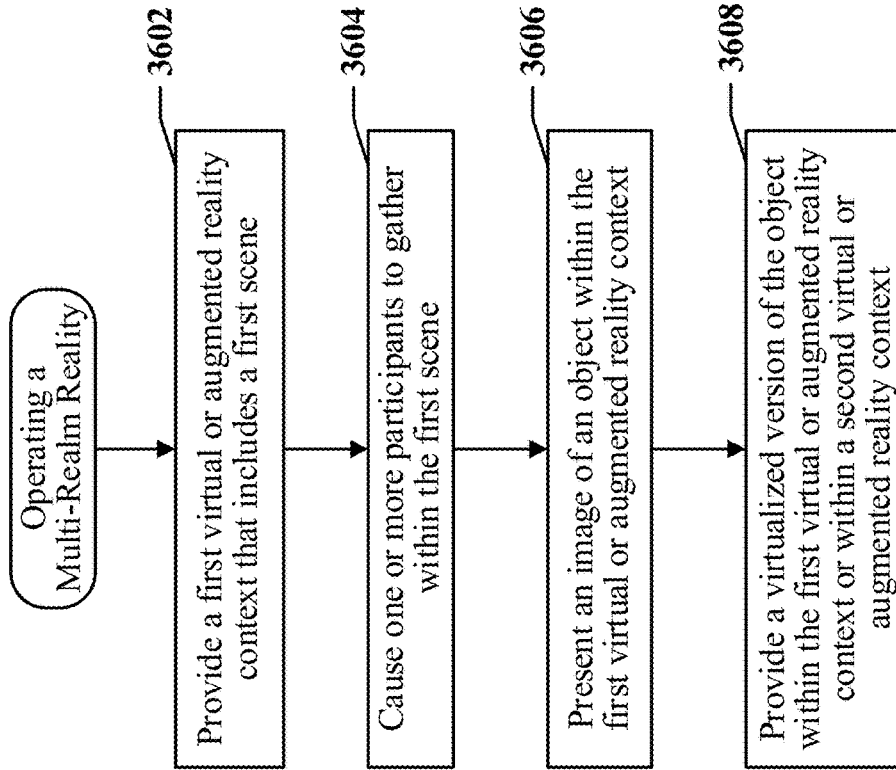 Operating a
Multi-Realm Reality
3602
Provide a first virtual or augmented reality
context that includes a first scene
3604
Cause one or more participants to gather
within the first scene
3606
Present an image of an object within the
first virtual or augmented reality context
3608
Provide a virtualized version of the object
within the first virtual or augmented reality
context or within a second virtual or
augmented reality context